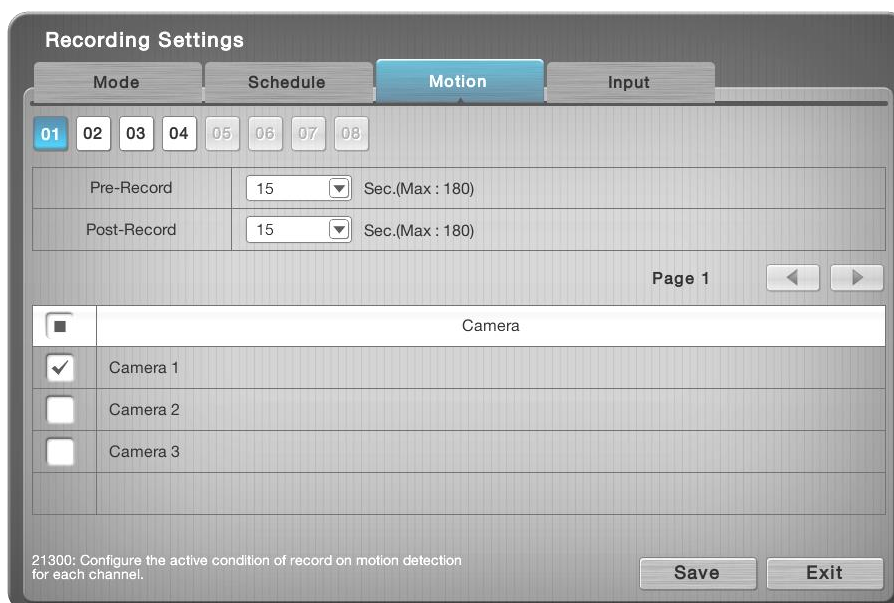 Recording Settings
Mode Schedule Motion Input
01 02 03 04 05 06 07 08
Pre-Record 15 Sec.(Max : 180)
Post-Record 15 Sec.(Max : 180)
Page 1
Camera
Camera 1
Camera 2
Camera 3
21300: Configure the active condition of record on motion detection
for each channel.
Save Exit